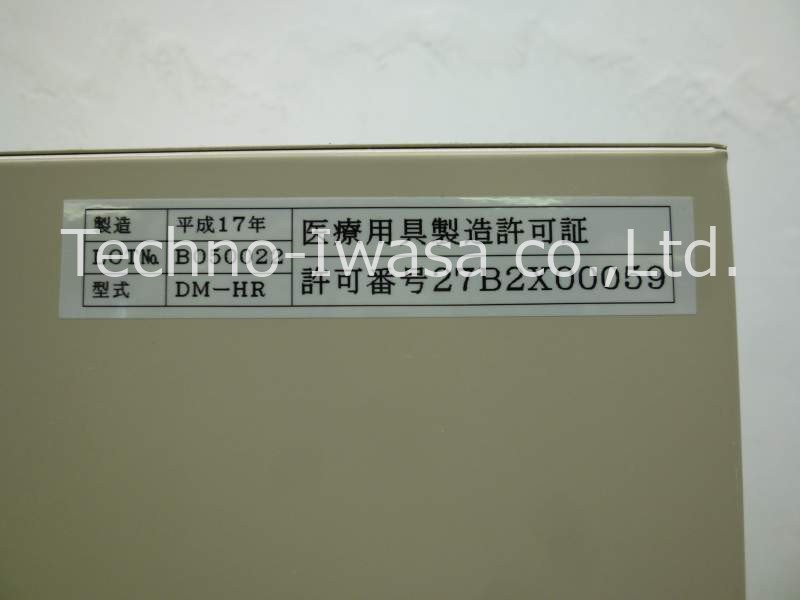 製造 平成17年 医療用具製造許可証
LOT№ B050022
型式 DM-HR 許可番号27B2X00059
Techno-Iwasa co.,Ltd.